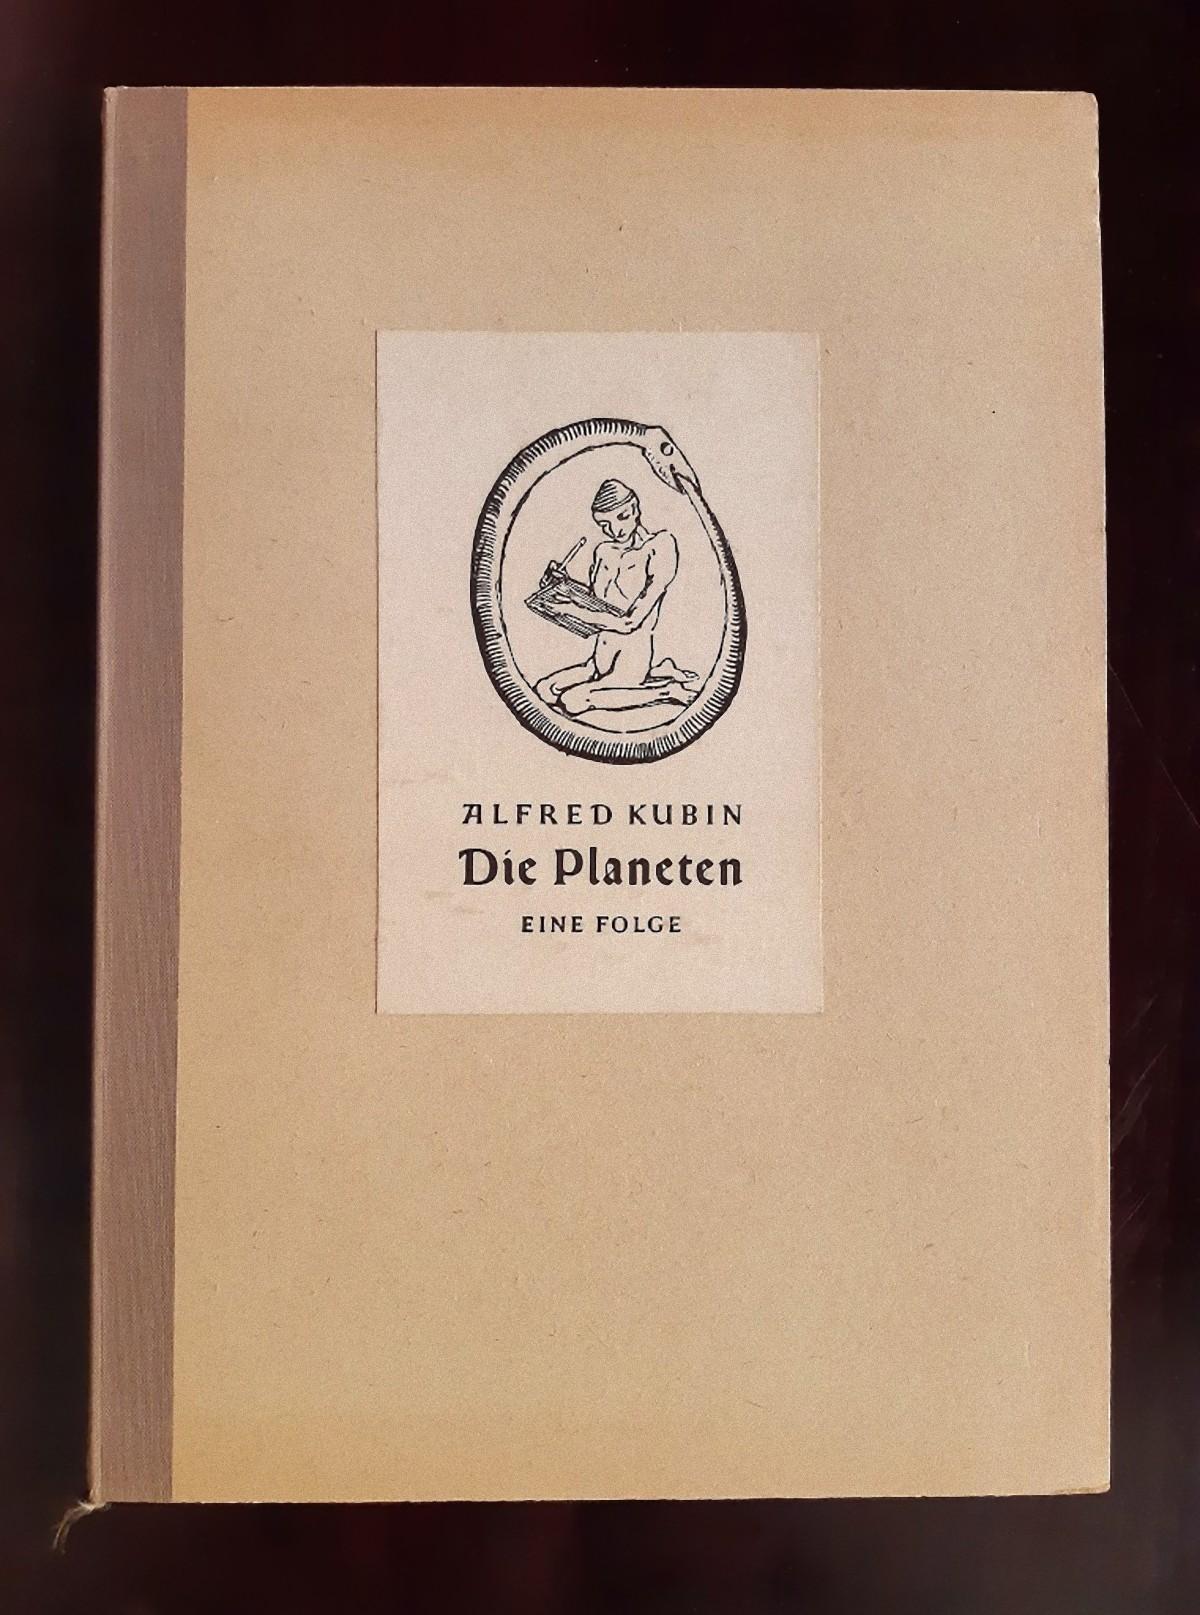 ALFRED KUBIN
Die Planeten
EINE FOLGE